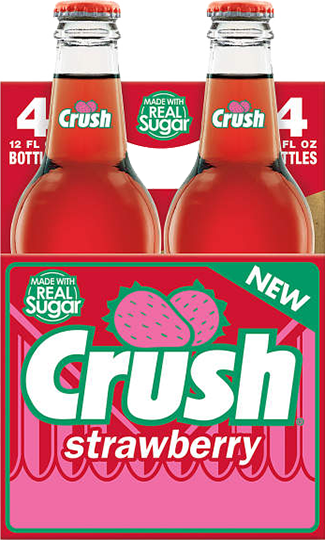 Crush
Crush
MADE WITH
REAL
Sugar
4
12 FL
BOTTL
4
FL OZ
TTLES
MADE WITH
REAL
Sugar
NEW
Crush®
strawberry